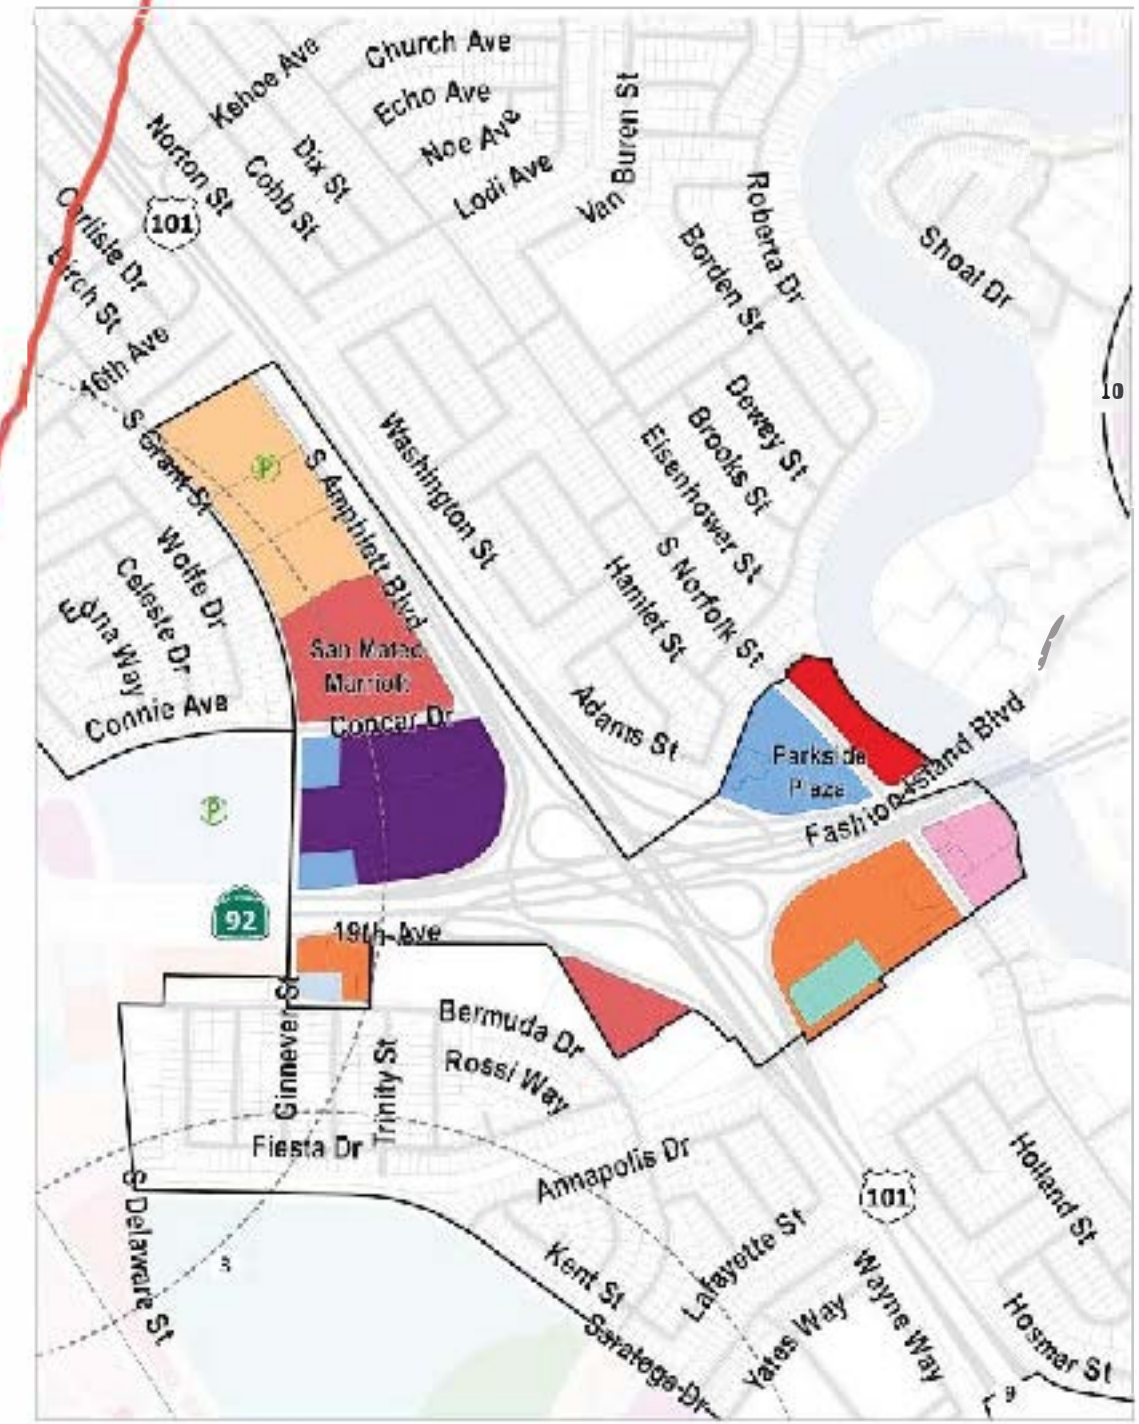 Kehoe Ave
Church Ave
Echo Ave
Noe Ave
Lodi Ave
Van Buren St
Norton St
Dix St
Cobb St
101
Carlisle Dr
Birch St
16th Ave
Roberta Dr
Borden St
Shoal Dr
10
S Grant St
P
S Amphlett Blvd
Washington St
Dewey St
Brooks St
Eisenhower St
S Norfolk St
Hamlet St
Adams St
Wolfe Dr
Celeste Dr
Edna Way
Connie Ave
San Mateo
Marriott
Concar Dr
Parkside
Plaza
Fashion Island Blvd
P
92
19th Ave
Ginnever St
Trinity St
Bermuda Dr
Rossi Way
Fiesta Dr
Annapolis Dr
S Delaware St
Kent St
Lafayette St
Saratoga Dr
Yates Way
Wayne Way
101
Holland St
Hosmar St
9